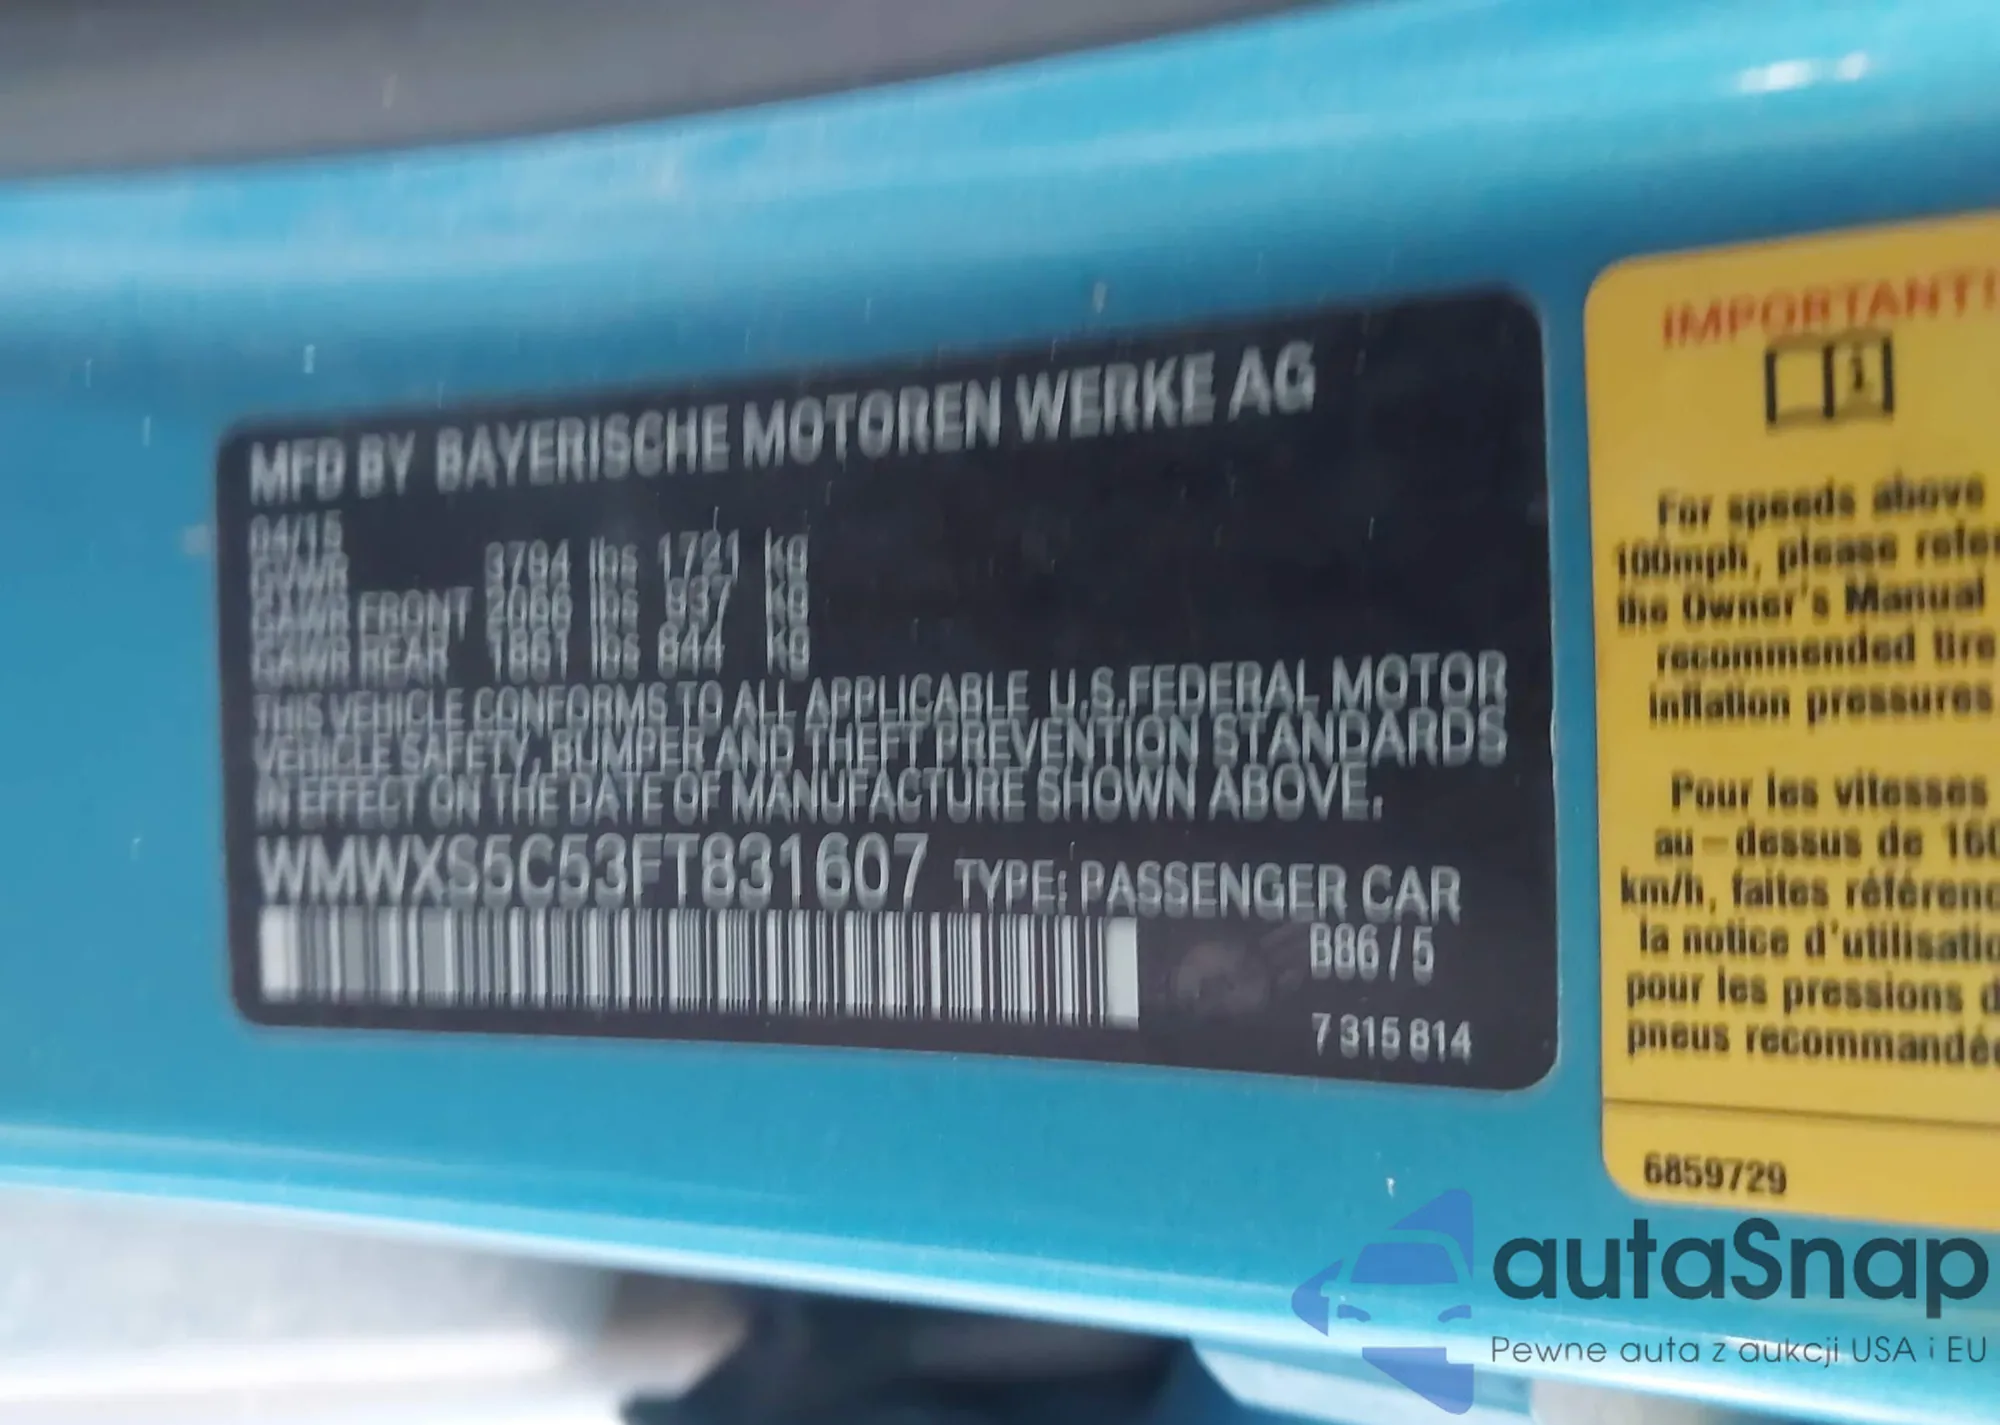 MFD BY BAYERISCHE MOTOREN WERKE AG
04/15
GVWR 3794 lbs 1721 kg
GAWR FRONT 2066 lbs 937 kg
GAWR REAR 1861 lbs 844 kg
THIS VEHICLE CONFORMS TO ALL APPLICABLE U.S.FEDERAL MOTOR
VEHICLE SAFETY, BUMPER AND THEFT PREVENTION STANDARDS
IN EFFECT ON THE DATE OF MANUFACTURE SHOWN ABOVE.
WMWXS5C53FT831607 TYPE: PASSENGER CAR
B86/5
7 315 814
IMPORTANT!
i
For speeds above
100mph, please refer
the Owner's Manual
recommended tire
inflation pressures
Pour les vitesses
au-dessus de 160
km/h, faites référenc
la notice d'utilisatio
pour les pressions d
pneus recommandée
6859729
autaSnap
Pewne auta z aukcji USA i EU